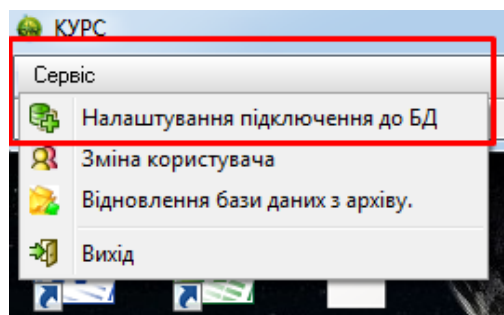 КУРС
Сервіс
Налаштування підключення до БД
Зміна користувача
Відновлення бази даних з архіву.
Вихід